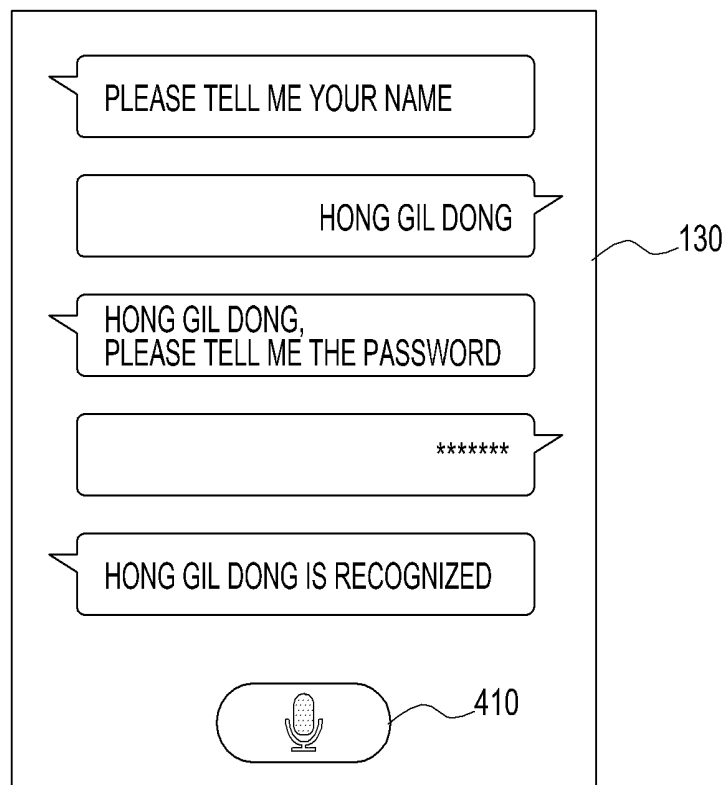 PLEASE TELL ME YOUR NAME
HONG GIL DONG
130
HONG GIL DONG,
PLEASE TELL ME THE PASSWORD
*******
HONG GIL DONG IS RECOGNIZED
410